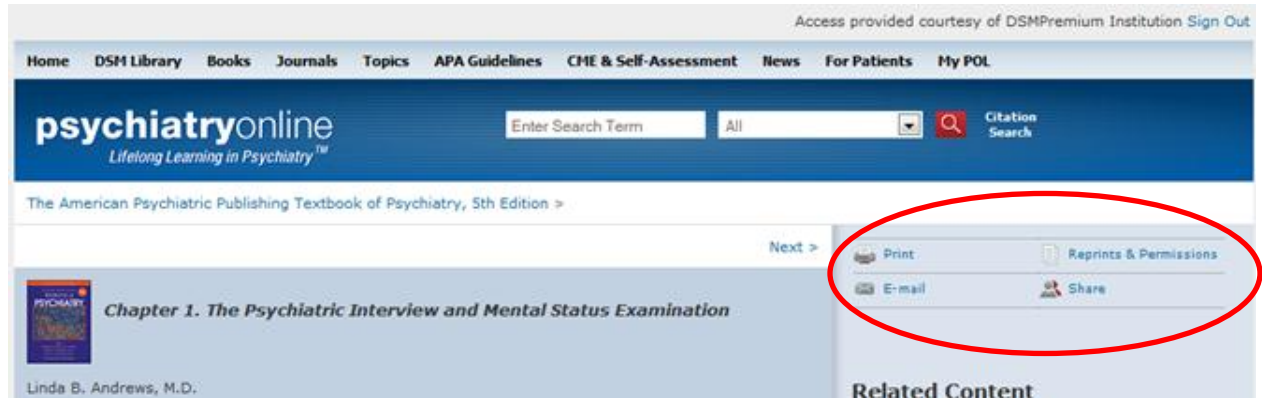 Access provided courtesy of DSMPremium Institution Sign Out
Home DSM Library Books Journals Topics APA Guidelines CME & Self-Assessment News For Patients My POL
psychiatryonline
Lifelong Learning in Psychiatry™
Enter Search Term All Citation Search
The American Psychiatric Publishing Textbook of Psychiatry, 5th Edition >
Next >
Print Reprints & Permissions
E-mail Share
PSYCHIATRY
Chapter 1. The Psychiatric Interview and Mental Status Examination
Linda B. Andrews, M.D.
Related Content